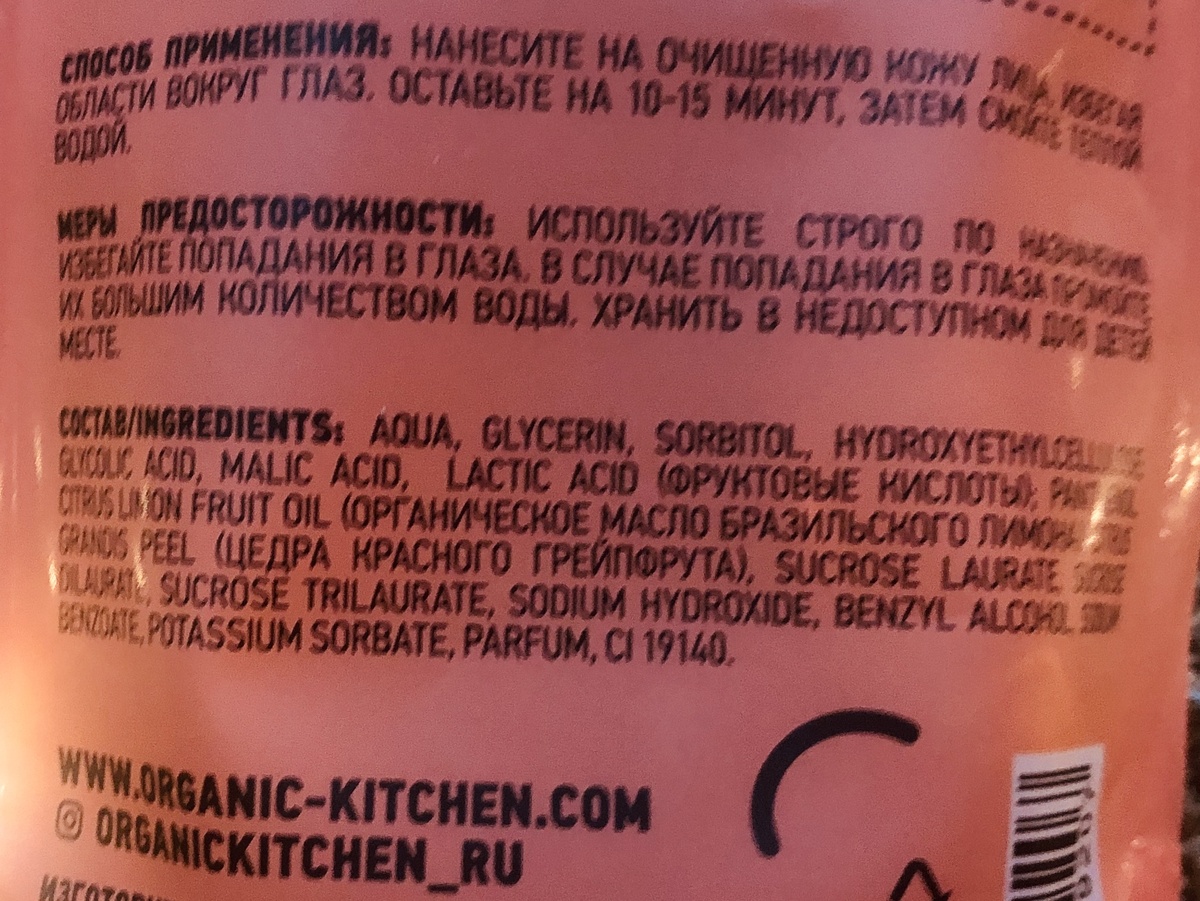 СПОСОБ ПРИМЕНЕНИЯ: НАНЕСИТЕ НА ОЧИЩЕННУЮ КОЖУ ЛИЦА, ИЗБЕГАЯ
ОБЛАСТИ ВОКРУГ ГЛАЗ. ОСТАВЬТЕ НА 10-15 МИНУТ, ЗАТЕМ СМОЙТЕ ТЕПЛОЙ
ВОДОЙ.
МЕРЫ ПРЕДОСТОРОЖНОСТИ: ИСПОЛЬЗУЙТЕ СТРОГО ПО НАЗНАЧЕНИЮ.
ИЗБЕГАЙТЕ ПОПАДАНИЯ В ГЛАЗА. В СЛУЧАЕ ПОПАДАНИЯ В ГЛАЗА ПРОМОЙТЕ
ИХ БОЛЬШИМ КОЛИЧЕСТВОМ ВОДЫ. ХРАНИТЬ В НЕДОСТУПНОМ ДЛЯ ДЕТЕЙ
МЕСТЕ.
СОСТАВ/INGREDIENTS: AQUA, GLYCERIN, SORBITOL, HYDROXYETHYLCELLULOSE
GLYCOLIC ACID, MALIC ACID, LACTIC ACID (ФРУКТОВЫЕ КИСЛОТЫ);
CITRUS LIMON FRUIT OIL (ОРГАНИЧЕСКОЕ МАСЛО БРАЗИЛЬСКОГО ЛИМОНА
GRANDIS PEEL (ЦЕДРА КРАСНОГО ГРЕЙПФРУТА), SUCROSE LAURATE SUCROSE
DILAURATE, SUCROSE TRILAURATE, SODIUM HYDROXIDE, BENZYL ALCOHOL, SODIUM
BENZOATE, POTASSIUM SORBATE, PARFUM, CI 19140.
WWW.ORGANIC-KITCHEN.COM
ORGANICKITCHEN_RU